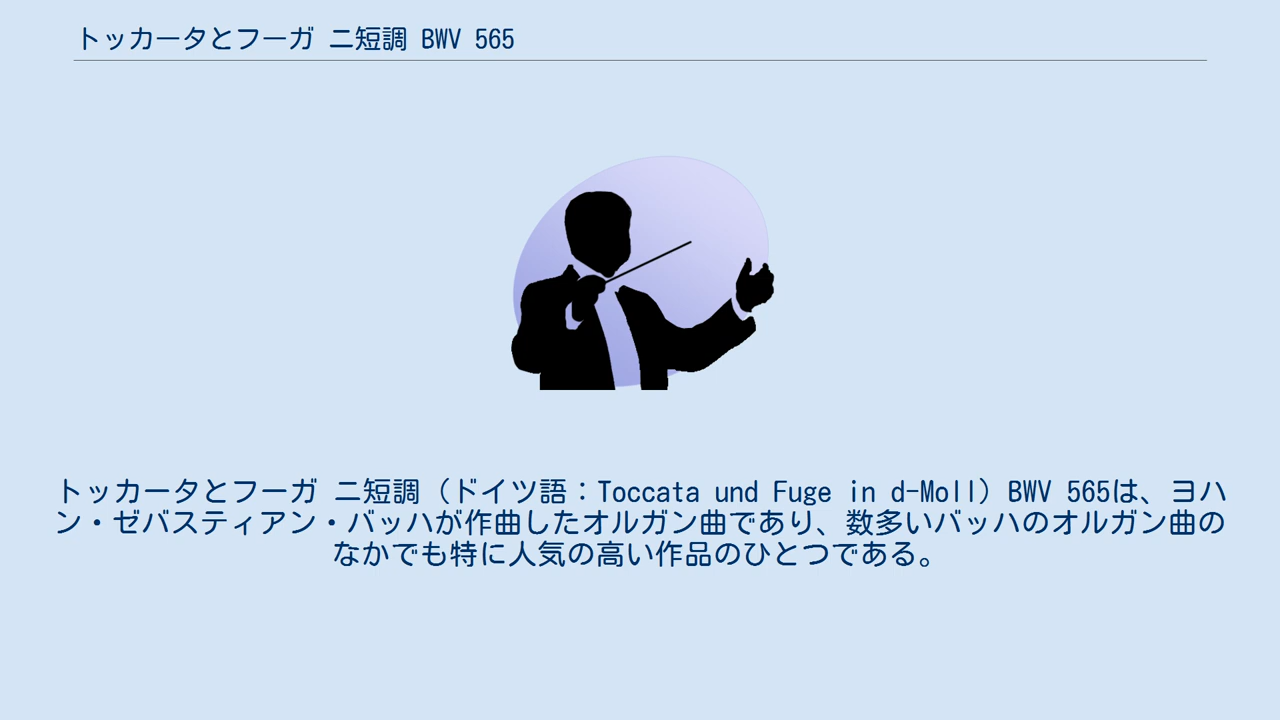 トッカータとフーガ ニ短調 BWV 565
トッカータとフーガ ニ短調（ドイツ語：Toccata und Fuge in d-Moll）BWV 565は、ヨハ
ン・ゼバスティアン・バッハが作曲したオルガン曲であり、数多いバッハのオルガン曲の
なかでも特に人気の高い作品のひとつである。